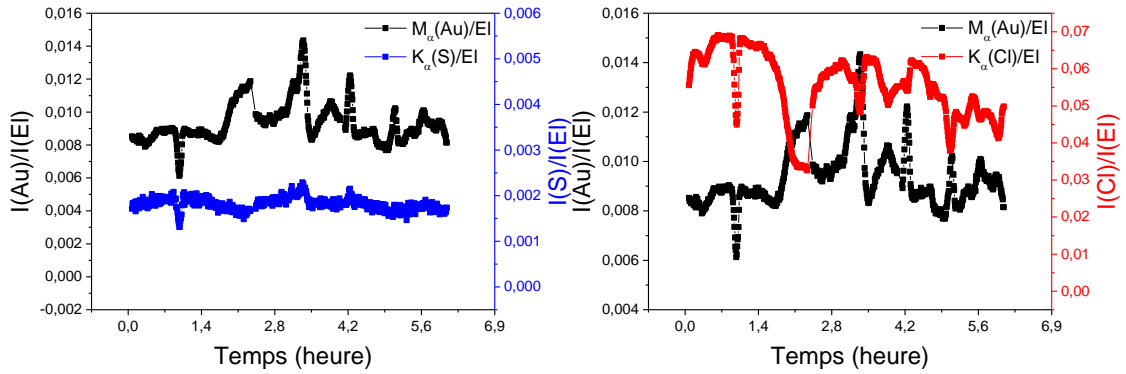 0,016
0,014
0,012
0,010
0,008
0,006
0,004
0,002
0,000
-0,002
I(Au)/I(El)
Mα(Au)/El
Kα(S)/El
0,006
0,005
0,004
0,003
0,002
0,001
0,000
I(S)/I(El)
0,0 1,4 2,8 4,2 5,6 6,9
Temps (heure)
0,016
0,014
0,012
0,010
0,008
0,006
0,004
I(Au)/I(El)
Mα(Au)/El
Kα(Cl)/El
0,07
0,06
0,05
0,04
0,03
0,02
0,01
0,00
I(Cl)/I(El)
0,0 1,4 2,8 4,2 5,6 6,9
Temps (heure)